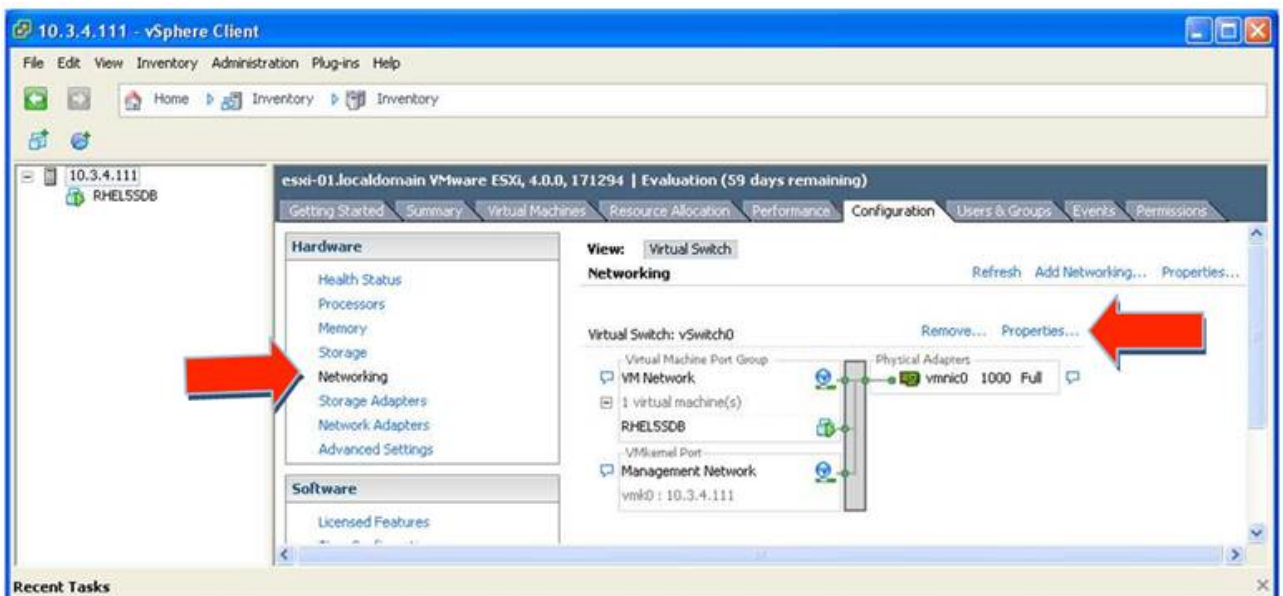 10.3.4.111 - vSphere Client
File Edit View Inventory Administration Plug-ins Help
Home Inventory Inventory
10.3.4.111
RHEL5SDB
esxi-01.localdomain VMware ESXi, 4.0.0, 171294 | Evaluation (59 days remaining)
Getting Started Summary Virtual Machines Resource Allocation Performance Configuration Users & Groups Events Permissions
Hardware
Health Status
Processors
Memory
Storage
Networking
Storage Adapters
Network Adapters
Advanced Settings
Software
Licensed Features
View: Virtual Switch
Networking Refresh Add Networking... Properties...
Virtual Switch: vSwitch0 Remove... Properties...
Virtual Machine Port Group
VM Network
1 virtual machine(s)
RHEL5SDB
VMkernel Port
Management Network
vmk0 : 10.3.4.111
Physical Adapters
vmnic0 1000 Full
Recent Tasks